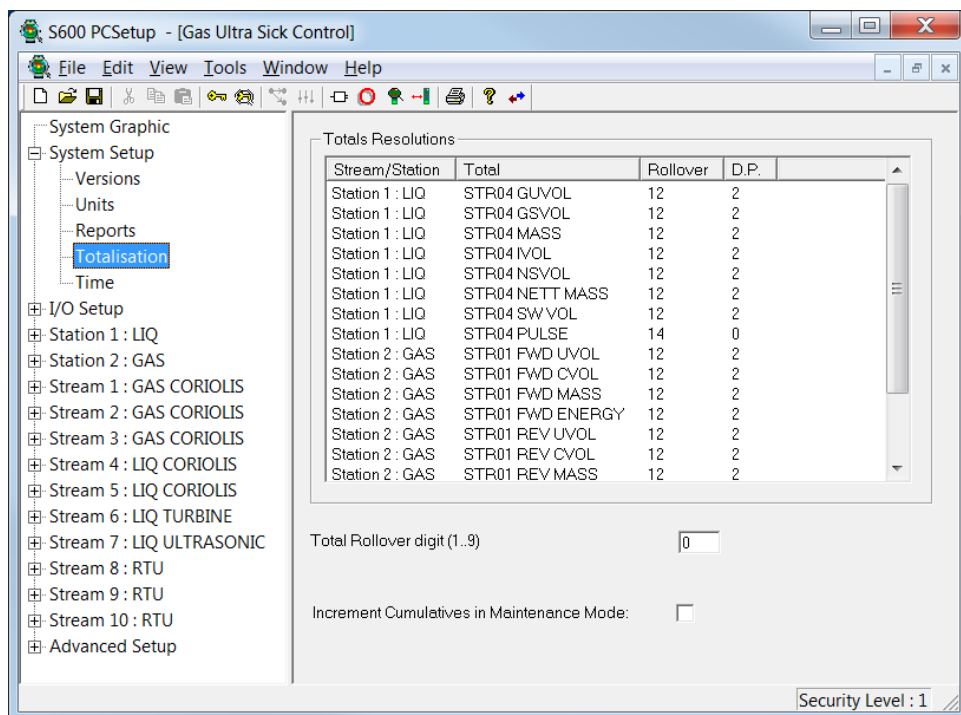 S600 PCSetup - [Gas Ultra Sick Control]
File Edit View Tools Window Help
System Graphic
System Setup
Versions
Units
Reports
Totalisation
Time
I/O Setup
Station 1 : LIQ
Station 2 : GAS
Stream 1 : GAS CORIOLIS
Stream 2 : GAS CORIOLIS
Stream 3 : GAS CORIOLIS
Stream 4 : LIQ CORIOLIS
Stream 5 : LIQ CORIOLIS
Stream 6 : LIQ TURBINE
Stream 7 : LIQ ULTRASONIC
Stream 8 : RTU
Stream 9 : RTU
Stream 10 : RTU
Advanced Setup
Totals Resolutions
Stream/Station Total Rollover D.P.
Station 1 : LIQ STR04 GUVOL 12 2
Station 1 : LIQ STR04 GSVOL 12 2
Station 1 : LIQ STR04 MASS 12 2
Station 1 : LIQ STR04 IVOL 12 2
Station 1 : LIQ STR04 NSVOL 12 2
Station 1 : LIQ STR04 NETT MASS 12 2
Station 1 : LIQ STR04 SW VOL 12 2
Station 1 : LIQ STR04 PULSE 14 0
Station 2 : GAS STR01 FWD UVOL 12 2
Station 2 : GAS STR01 FWD CVOL 12 2
Station 2 : GAS STR01 FWD MASS 12 2
Station 2 : GAS STR01 FWD ENERGY 12 2
Station 2 : GAS STR01 REV UVOL 12 2
Station 2 : GAS STR01 REV CVOL 12 2
Station 2 : GAS STR01 REV MASS 12 2
Total Rollover digit (1..9) 0
Increment Cumulatives in Maintenance Mode:
Security Level : 1